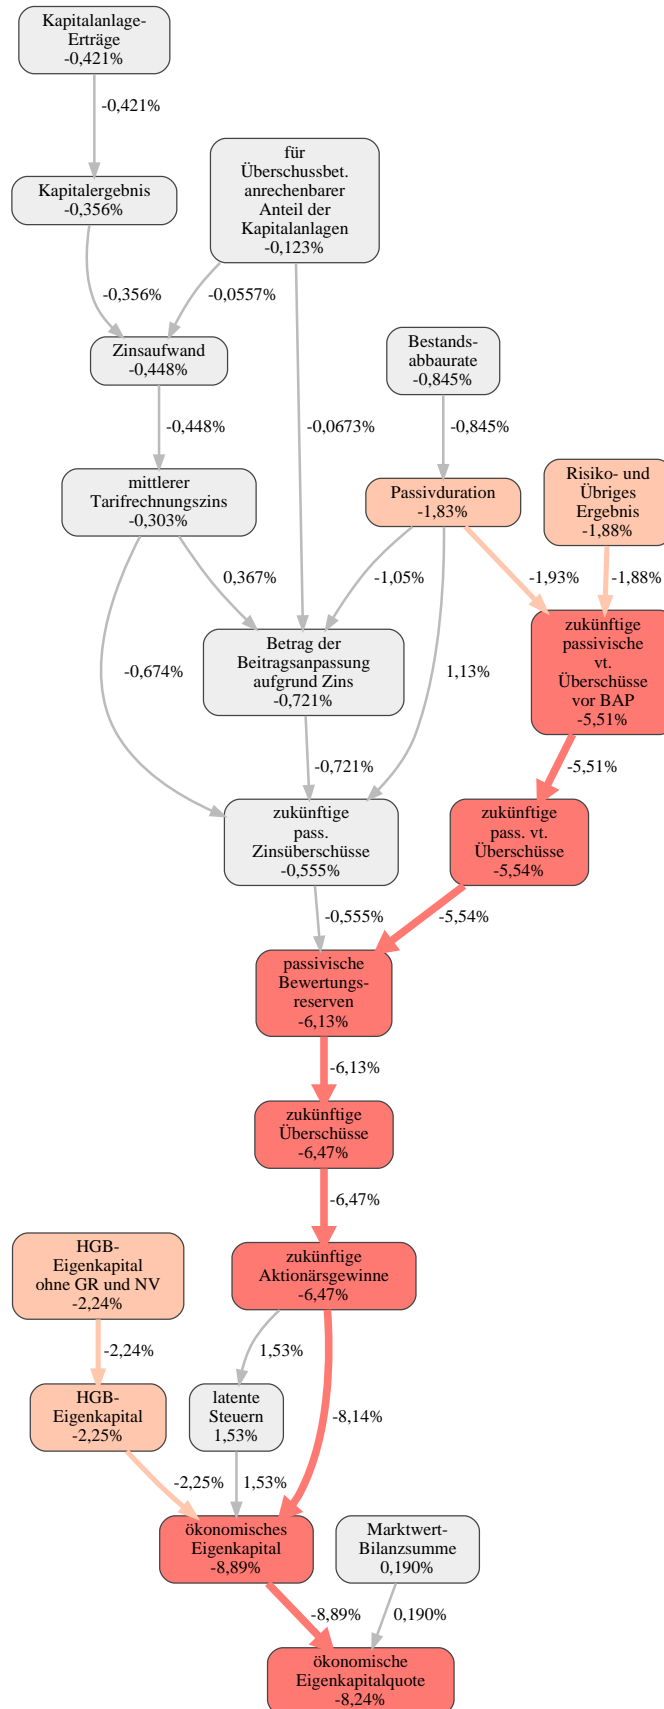 Kapitalanlage-
Erträge
-0,421%
-0,421%
für
Überschussbet.
anrechenbarer
Anteil der
Kapitalanlagen
-0,123%
Kapitalergebnis
-0,356%
-0,356%
-0,0557%
Zinsaufwand
-0,448%
Bestands-
abbaurate
-0,845%
-0,448%
-0,0673%
-0,845%
mittlerer
Tarifrechnungszins
-0,303%
Passivduration
-1,83%
Risiko- und
Übriges
Ergebnis
-1,88%
0,367%
-1,05%
-1,93%
-1,88%
-0,674%
Betrag der
Beitragsanpassung
aufgrund Zins
-0,721%
1,13%
zukünftige
passivische
vt.
Überschüsse
vor BAP
-5,51%
-0,721%
-5,51%
zukünftige
pass.
Zinsüberschüsse
-0,555%
zukünftige
pass. vt.
Überschüsse
-5,54%
-0,555%
-5,54%
passivische
Bewertungs-
reserven
-6,13%
-6,13%
zukünftige
Überschüsse
-6,47%
-6,47%
HGB-
Eigenkapital
ohne GR und NV
-2,24%
zukünftige
Aktionärsgewinne
-6,47%
-2,24%
1,53%
HGB-
Eigenkapital
-2,25%
latente
Steuern
1,53%
-8,14%
-2,25%
1,53%
ökonomisches
Eigenkapital
-8,89%
Marktwert-
Bilanzsumme
0,190%
-8,89%
0,190%
ökonomische
Eigenkapitalquote
-8,24%